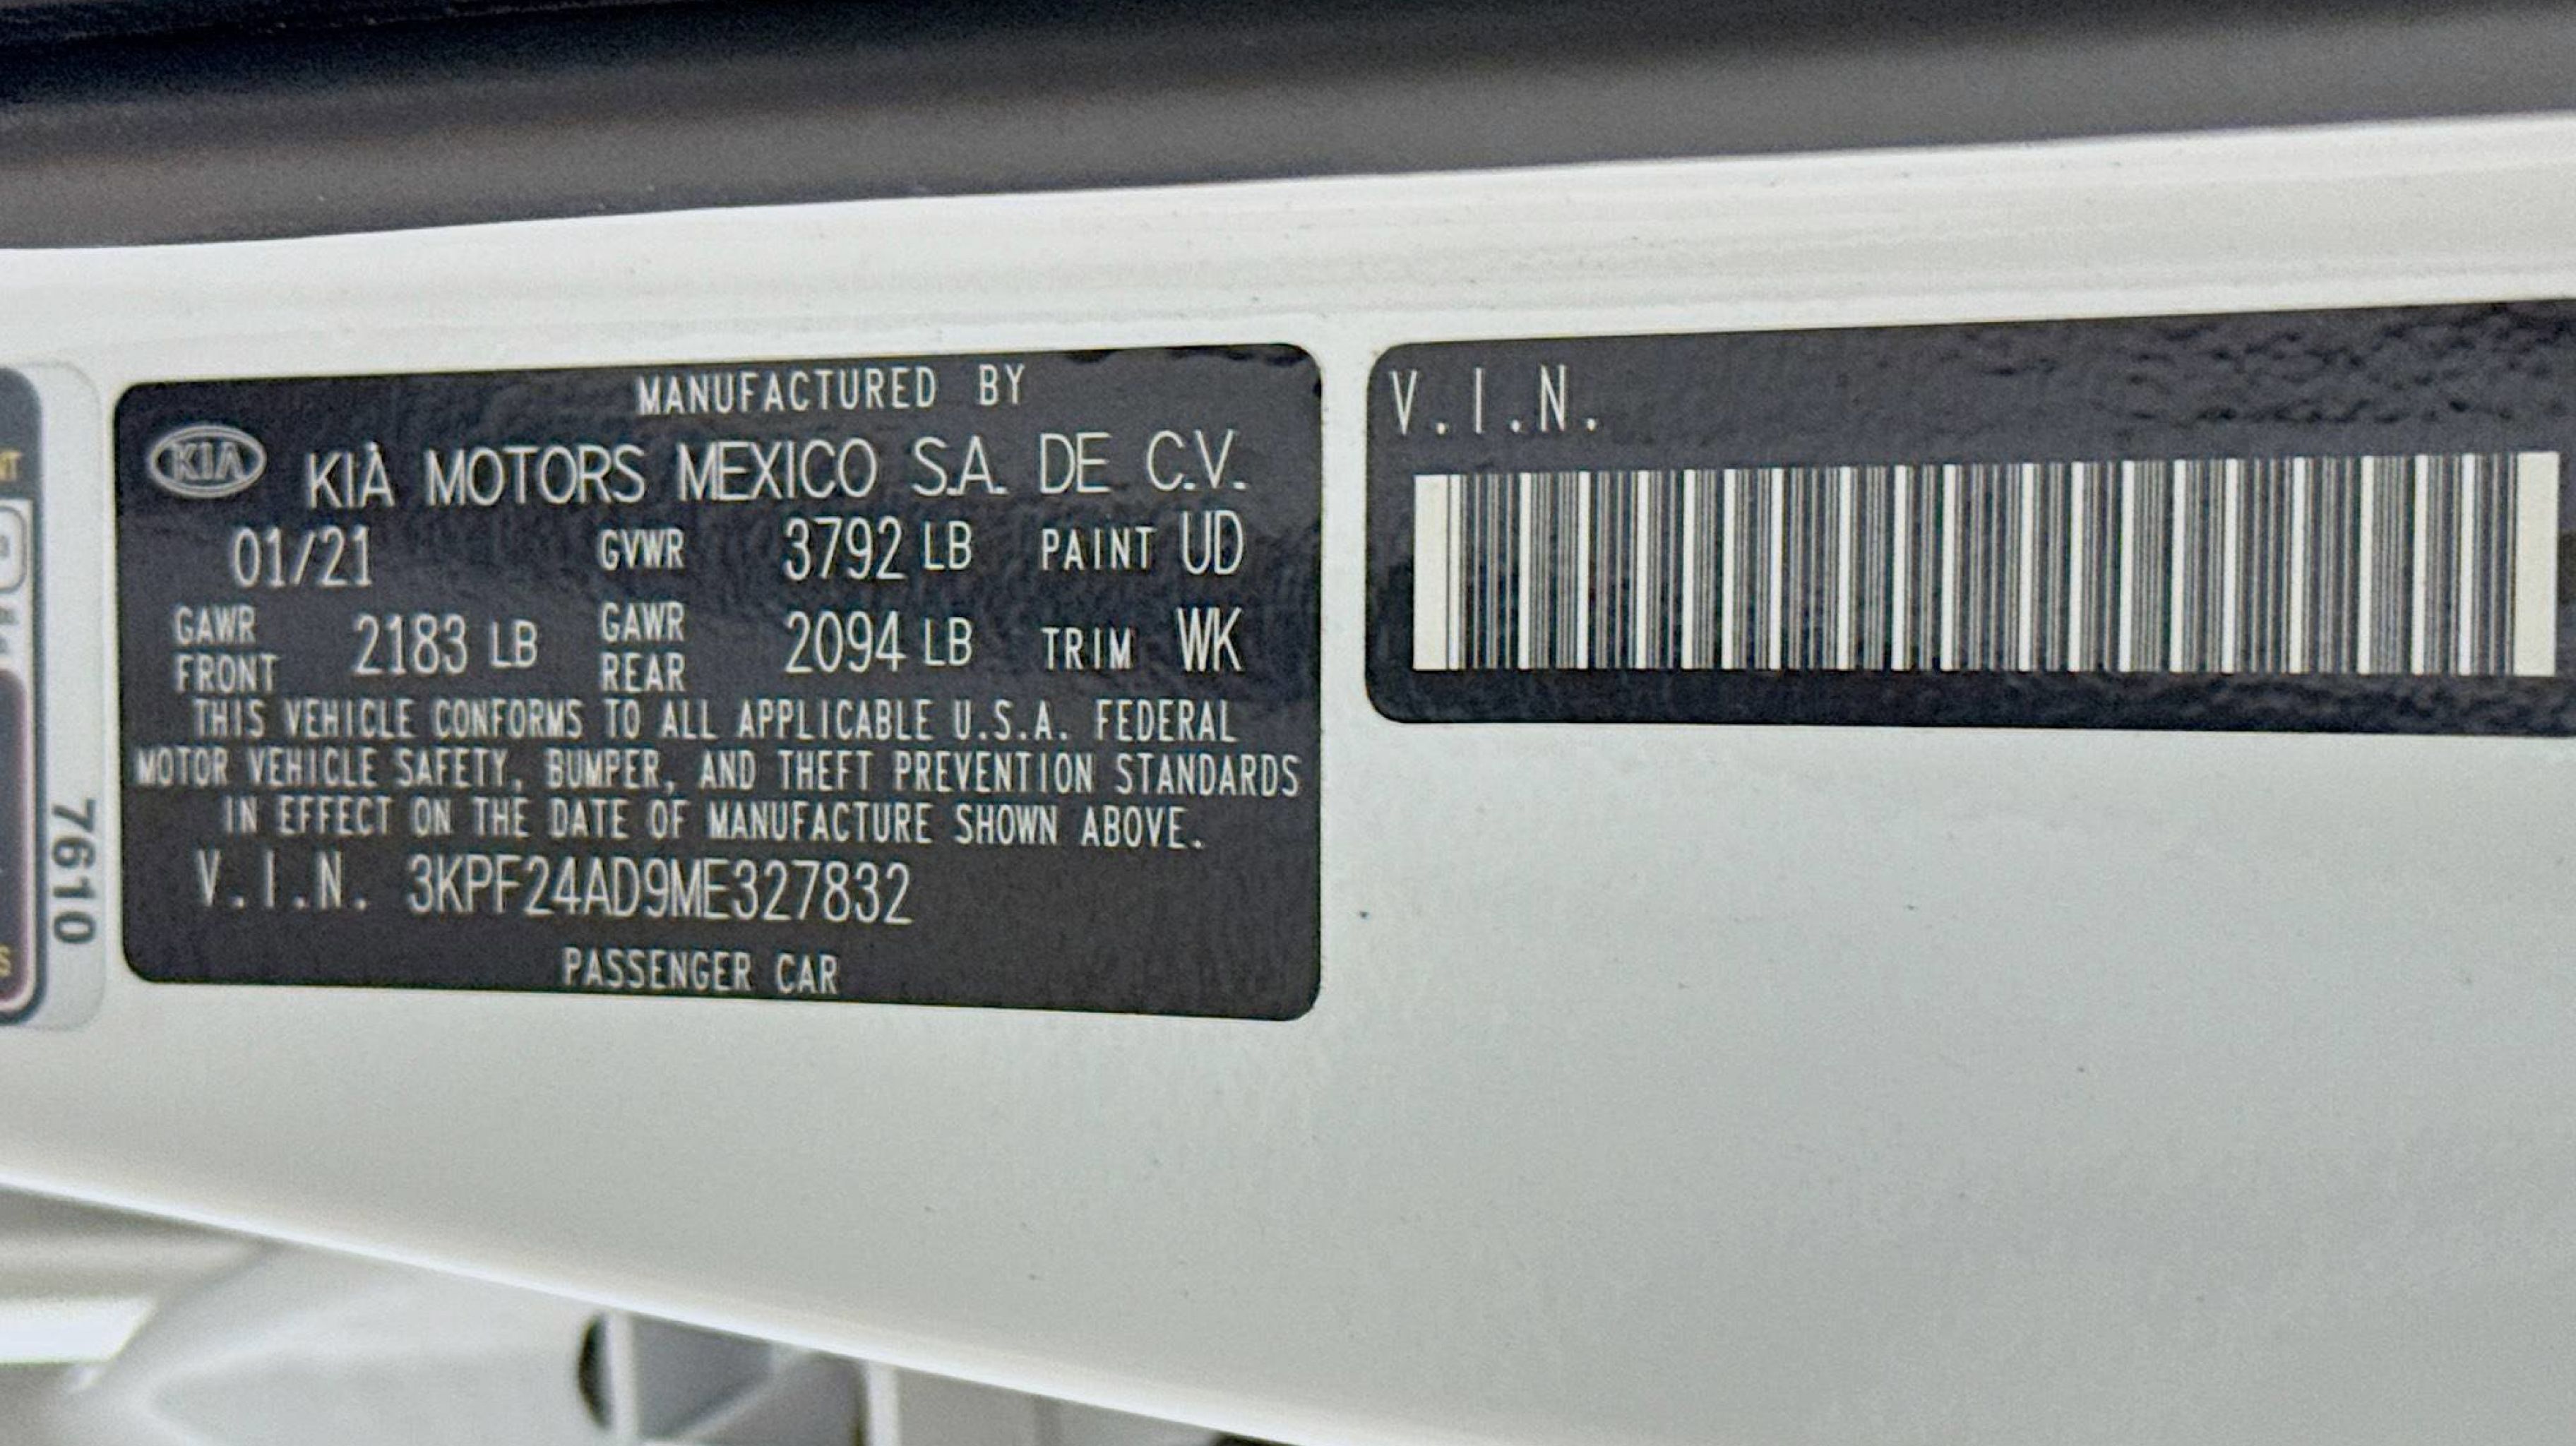 MANUFACTURED BY
KIA KIA MOTORS MEXICO S.A. DE C.V.
01/21 GVWR 3792 LB PAINT UD
GAWR FRONT 2183 LB GAWR REAR 2094 LB TRIM WK
THIS VEHICLE CONFORMS TO ALL APPLICABLE U.S.A. FEDERAL
MOTOR VEHICLE SAFETY, BUMPER, AND THEFT PREVENTION STANDARDS
IN EFFECT ON THE DATE OF MANUFACTURE SHOWN ABOVE.
V.I.N. 3KPF24AD9ME327832
PASSENGER CAR
V.I.N.
7610